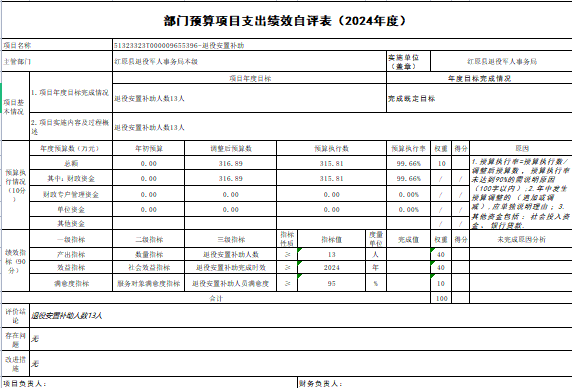 部门预算项目支出绩效自评表（2024年度）
项目名称 51323323T000009655396-退役安置补助
主管部门 红原县退役军人事务局本级 实施单位（盖章） 红原县退役军人事务局
项目基本情况 1.项目年度目标完成情况 项目年度目标 年度目标完成情况
退役安置补助人数13人 完成既定目标
2.项目实施内容及过程概述 退役安置补助人数13人
预算执行情况（10分） 年度预算数（万元） 年初预算 调整后预算数 预算执行数 预算执行率 权重 得分 原因
总额 0.00 316.89 315.81 99.66% 10
其中：财政资金 0.00 316.89 315.81 99.66% / /
财政专户管理资金 0.00 0.00 0.00 0.00% / /
单位资金 0.00 0.00 0.00 0.00% / /
其他资金 / /
1.预算执行率=预算执行数/调整后预算数，预算执行率未达到90%的需说明原因（100字以内）；2.年中发生预算调整的（追加或调减），应单独说明理由；3.其他资金包括：社会投入资金、银行贷款.
绩效指标（90分） 一级指标 二级指标 三级指标 指标性质 指标值 度量单位 完成值 权重 得分 未完成原因分析
产出指标 数量指标 退役安置补助人数 ≥ 13 人 40
效益指标 社会效益指标 退役安置补助完成时效 ≥ 2024 年 40
满意度指标 服务对象满意度指标 退役安置补助人员满意度 ≥ 95 % 10
合计 100
评价结论 退役安置补助人数13人
存在问题 无
改进措施 无
项目负责人： 财务负责人：